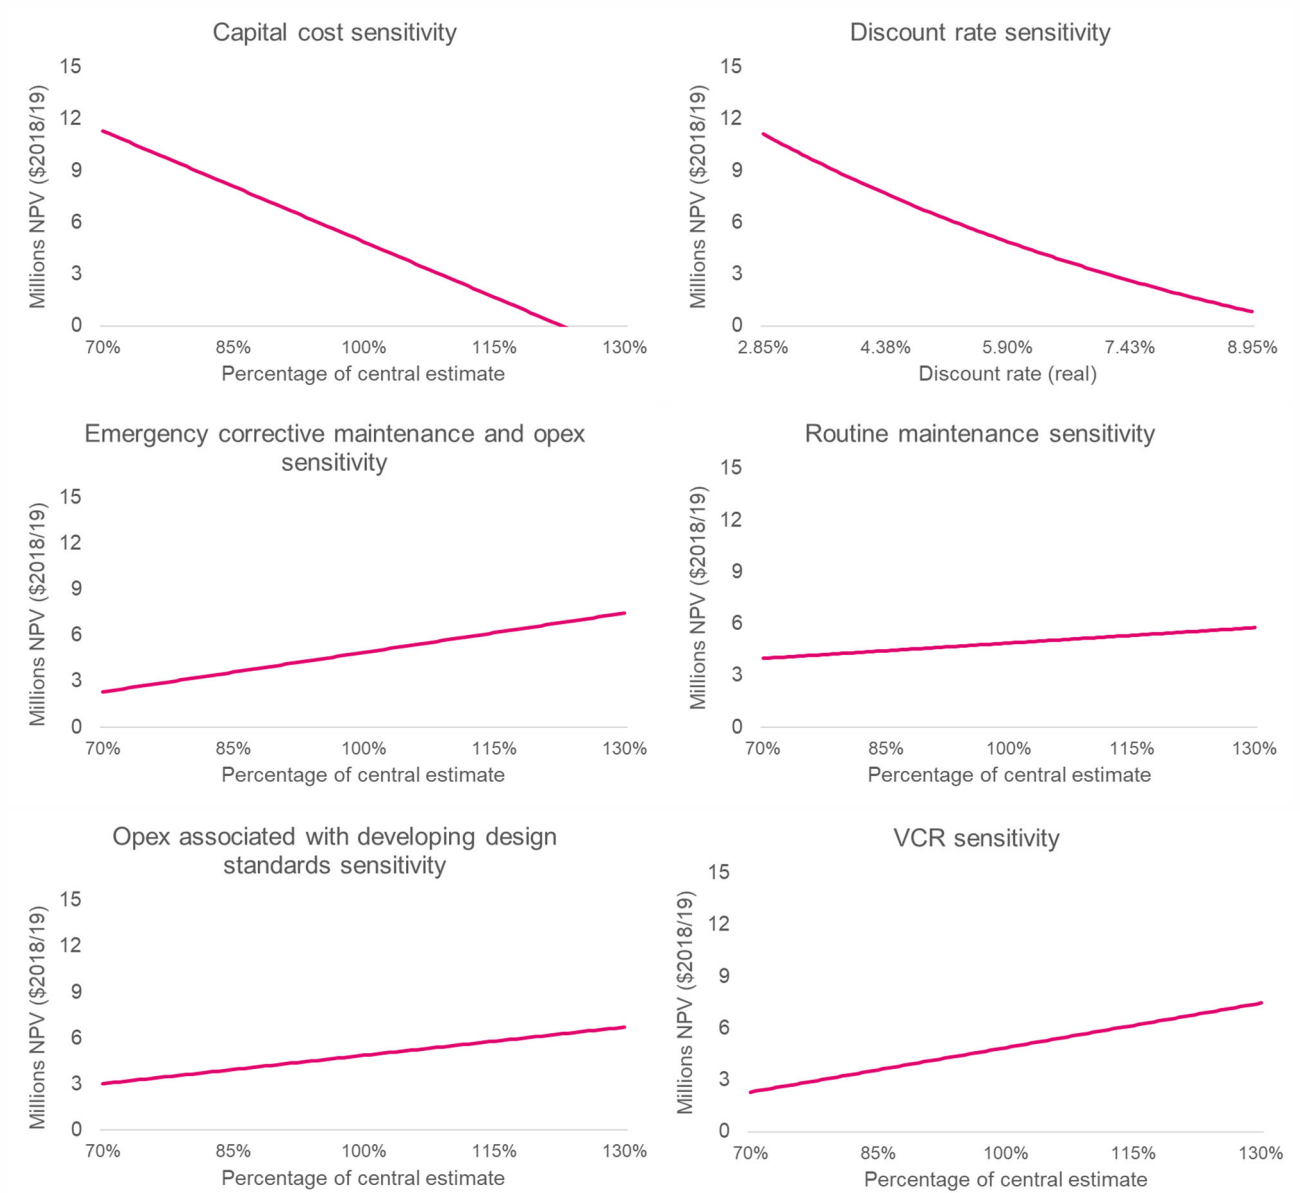 Capital cost sensitivity
Millions NPV ($2018/19)
15
12
9
6
3
0
70% 85% 100% 115% 130%
Percentage of central estimate
Discount rate sensitivity
Millions NPV ($2018/19)
15
12
9
6
3
0
2.85% 4.38% 5.90% 7.43% 8.95%
Discount rate (real)
Emergency corrective maintenance and opex
sensitivity
Millions NPV ($2018/19)
15
12
9
6
3
0
70% 85% 100% 115% 130%
Percentage of central estimate
Routine maintenance sensitivity
Millions NPV ($2018/19)
15
12
9
6
3
0
70% 85% 100% 115% 130%
Percentage of central estimate
Opex associated with developing design
standards sensitivity
Millions NPV ($2018/19)
15
12
9
6
3
0
70% 85% 100% 115% 130%
Percentage of central estimate
VCR sensitivity
Millions NPV ($2018/19)
15
12
9
6
3
0
70% 85% 100% 115% 130%
Percentage of central estimate